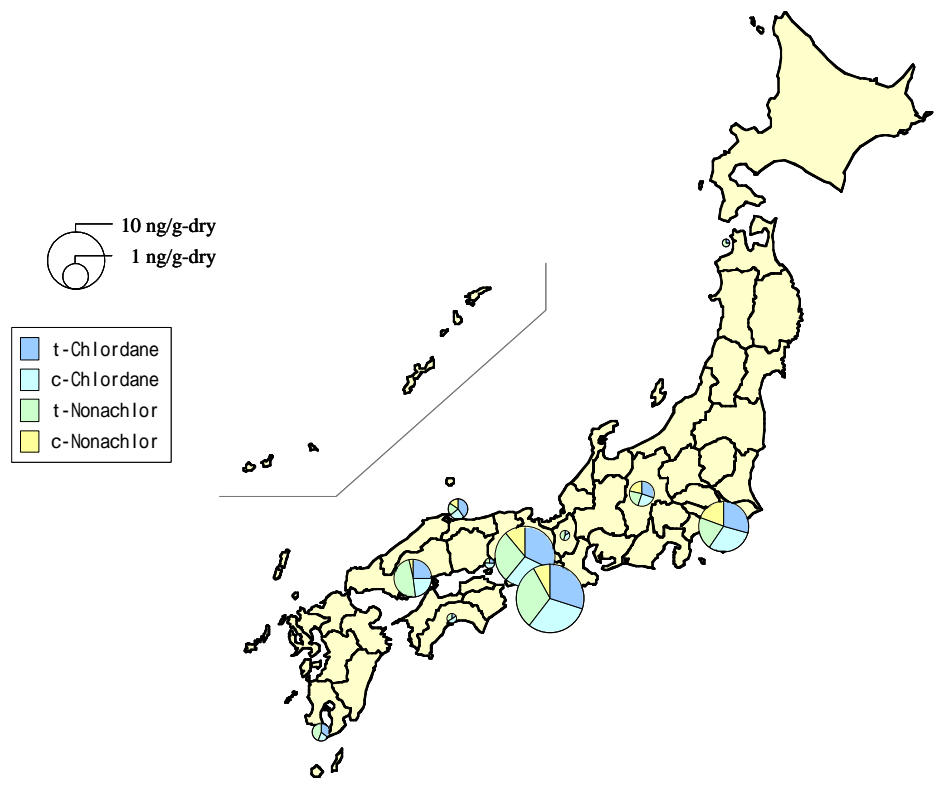 10 ng/g-dry
1 ng/g-dry
t-Chlordane
c-Chlordane
t-Nonachlor
c-Nonachlor